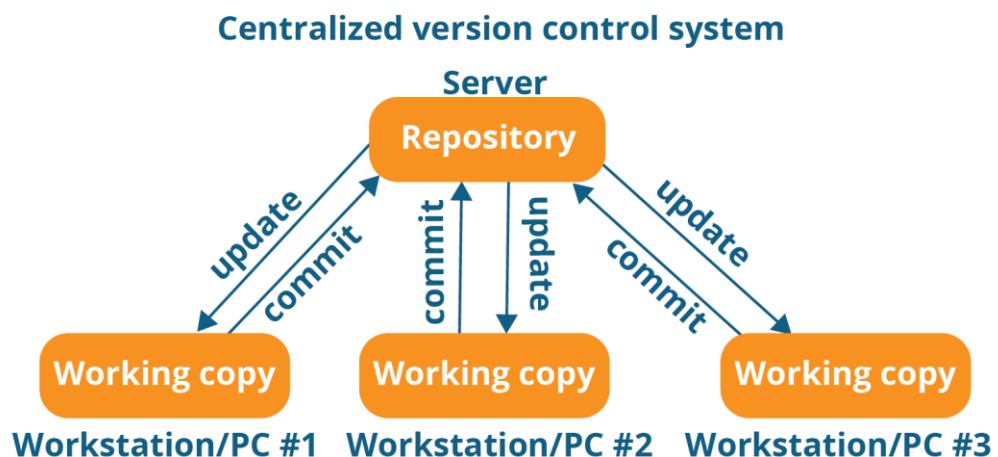 Centralized version control system
Server
Repository
update
commit
commit
update
update
commit
Working copy
Working copy
Working copy
Workstation/PC #1
Workstation/PC #2
Workstation/PC #3